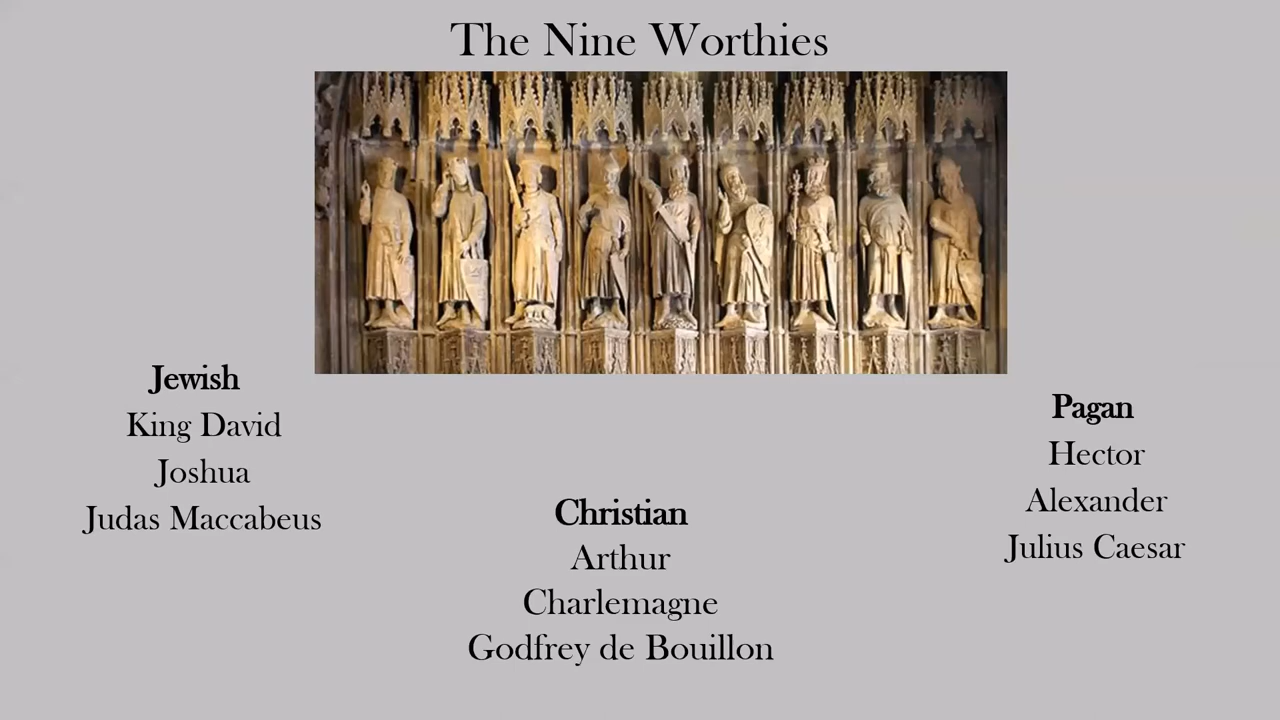 The Nine Worthies
Jewish
King David
Joshua
Judas Maccabeus
Christian
Arthur
Charlemagne
Godfrey de Bouillon
Pagan
Hector
Alexander
Julius Caesar